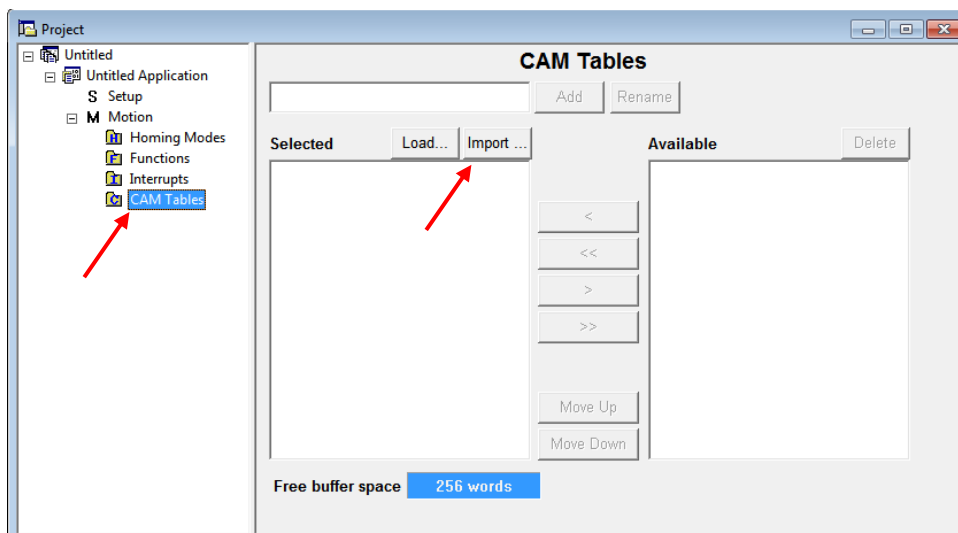 Project
Untitled
Untitled Application
S Setup
M Motion
H Homing Modes
F Functions
I Interrupts
C CAM Tables
CAM Tables
Add Rename
Selected Load... Import ... Available Delete
<
<<
>
>>
Move Up
Move Down
Free buffer space 256 words